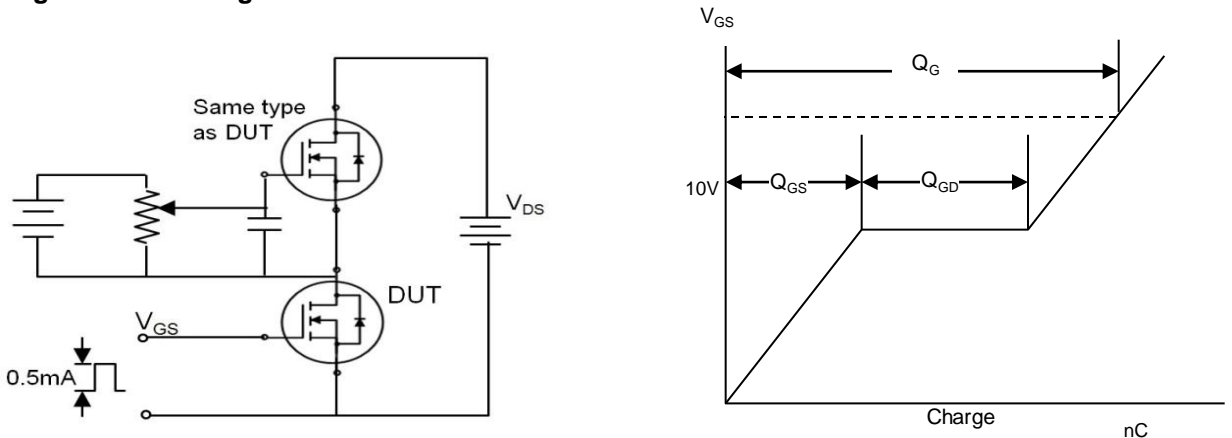 Same type
as DUT
V_DS
DUT
V_GS
0.5mA
V_GS
Q_G
10V
Q_GS
Q_GD
Charge
nC